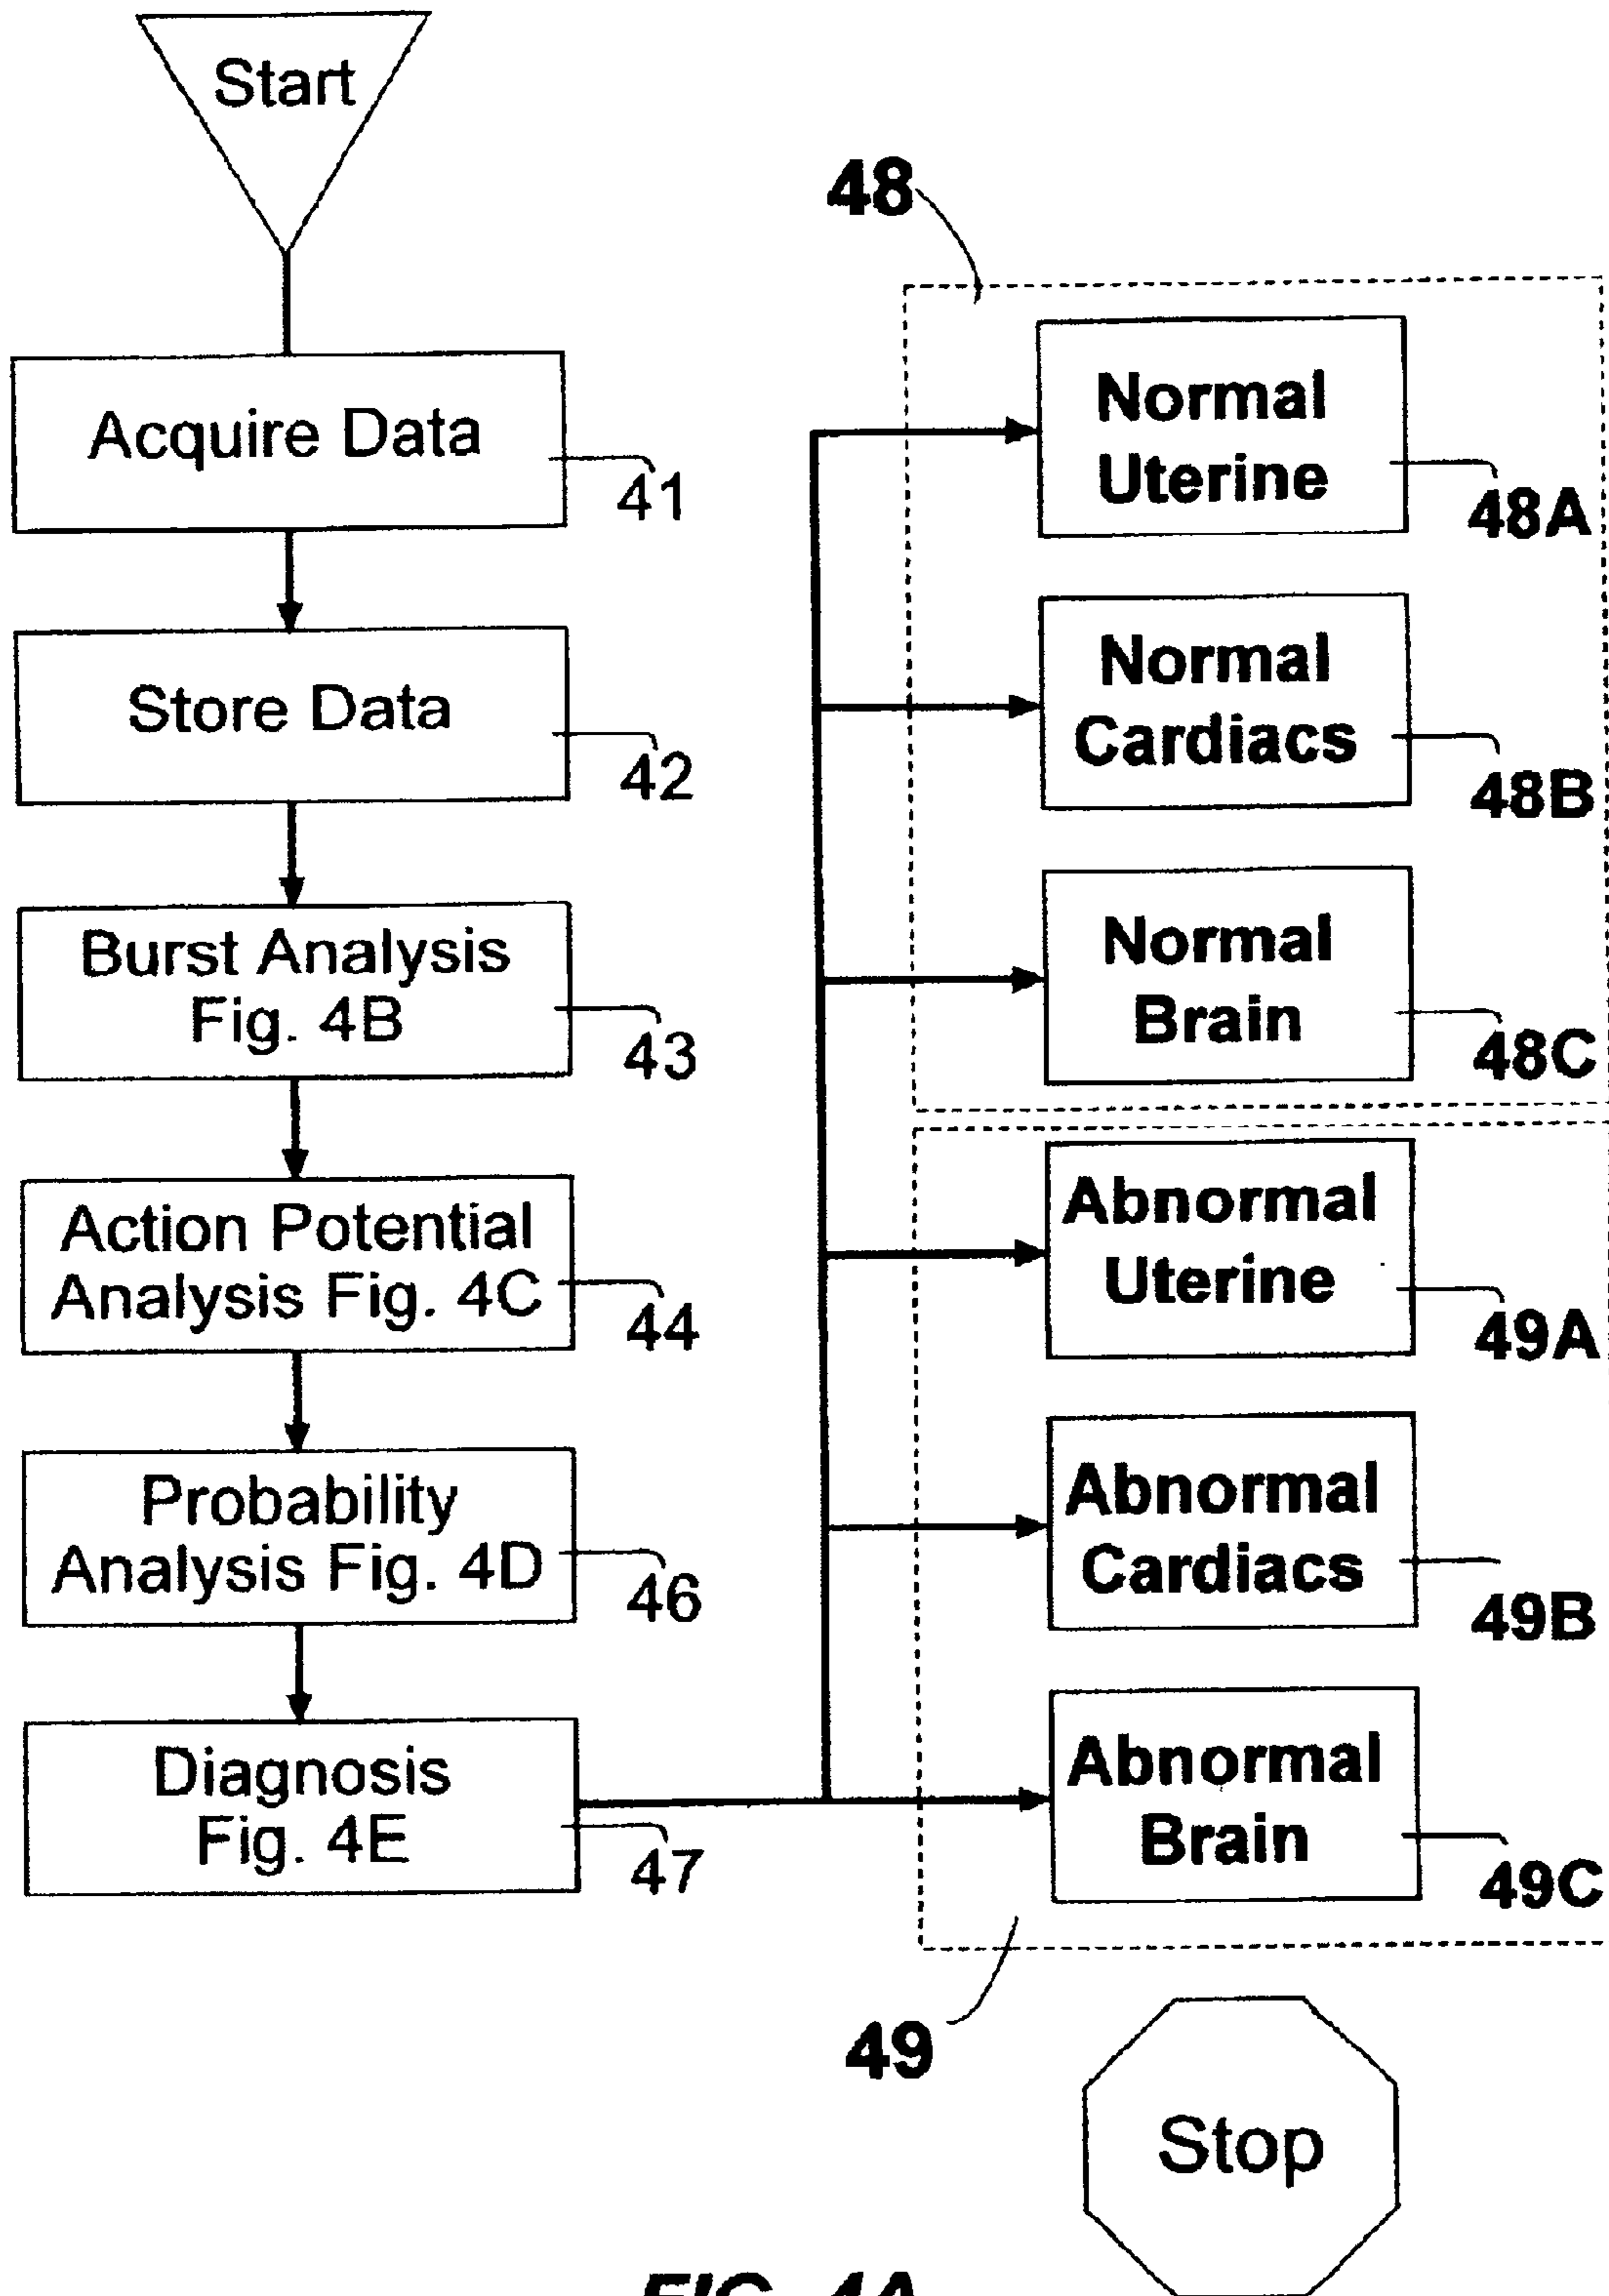 Start
Acquire Data
41
Store Data
42
Burst Analysis
Fig. 4B
43
Action Potential
Analysis Fig. 4C
44
Probability
Analysis Fig. 4D
46
Diagnosis
Fig. 4E
47
48
Normal
Uterine
48A
Normal
Cardiacs
48B
Normal
Brain
48C
Abnormal
Uterine
49A
Abnormal
Cardiacs
49B
Abnormal
Brain
49C
49
Stop
FIG. 4A